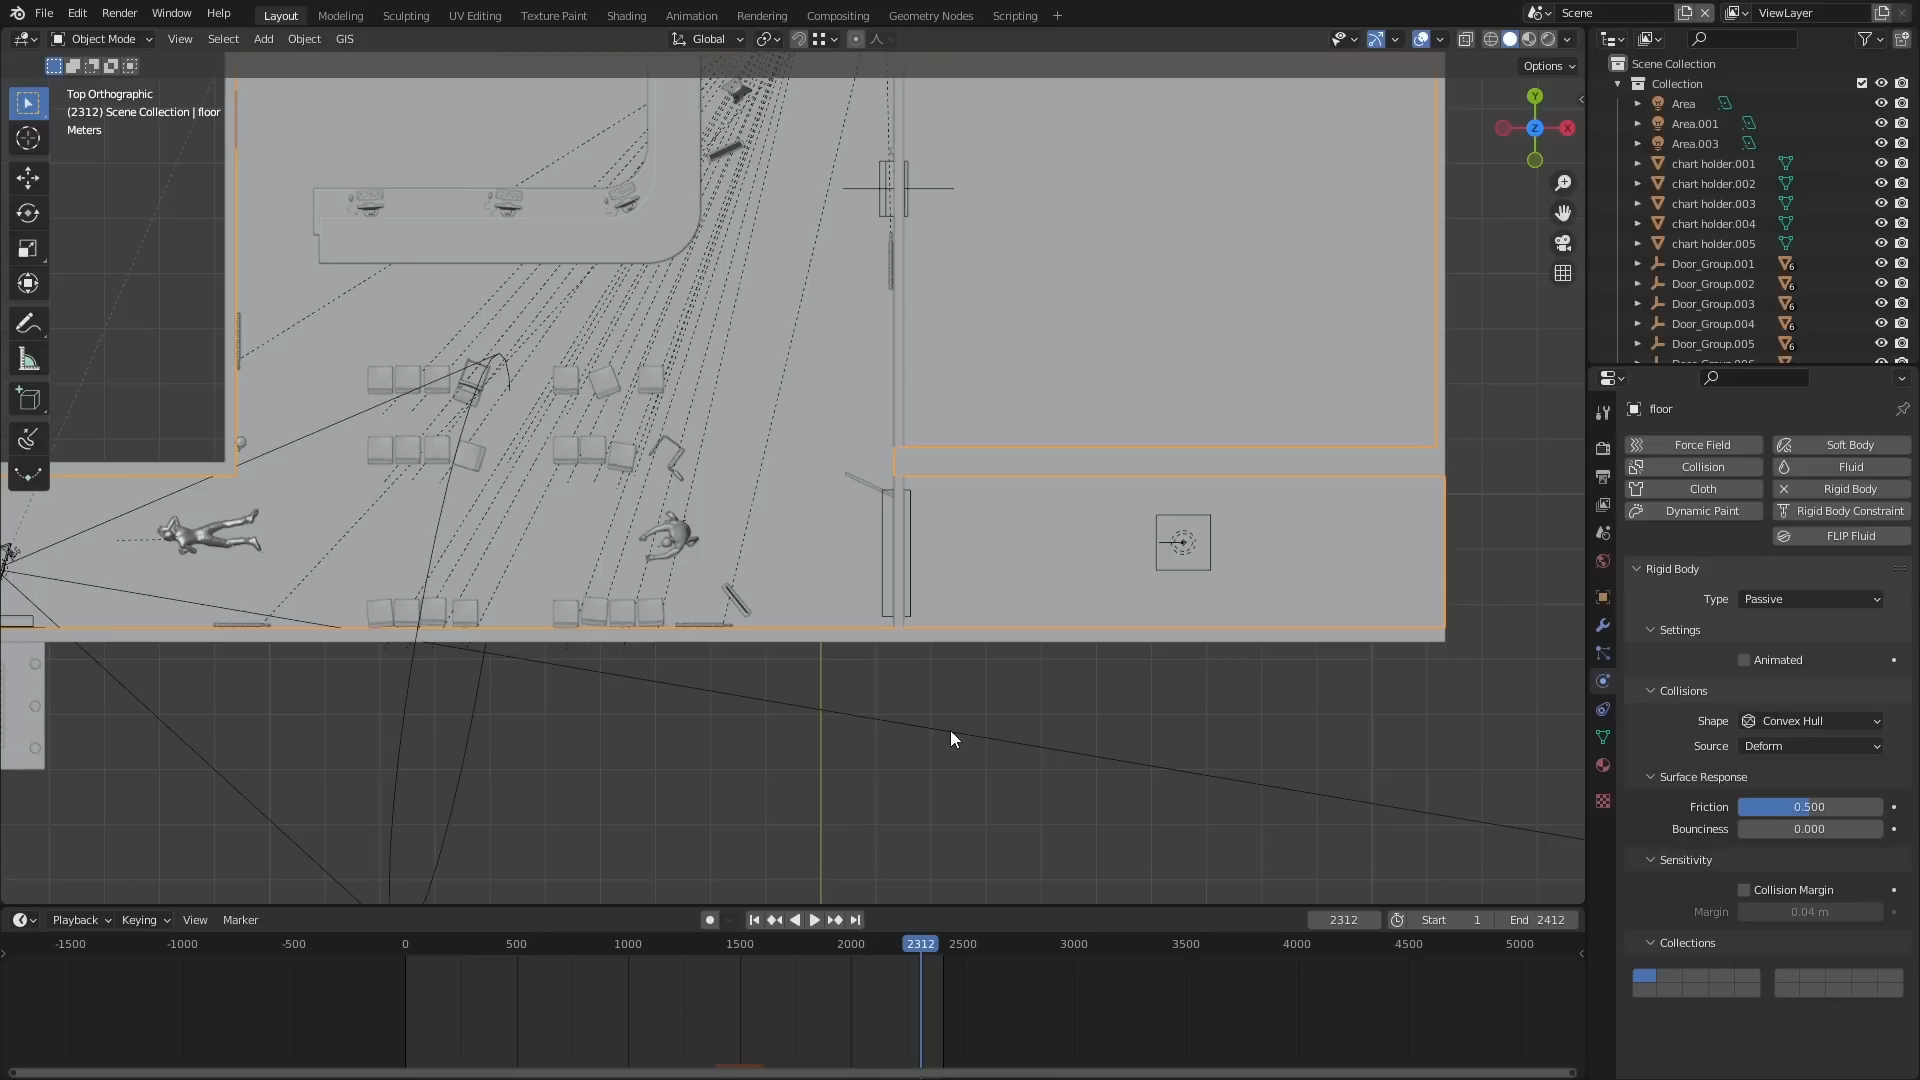 File Edit Render Window Help Layout Modeling Sculpting UV Editing Texture Paint Shading Animation Rendering Compositing Geometry Nodes Scripting + Scene ViewLayer
Object Mode View Select Add Object GIS Global
Options
Top Orthographic
(2312) Scene Collection | floor
Meters
Y
Z
X
Scene Collection
Collection
Area
Area.001
Area.003
chart holder.001
chart holder.002
chart holder.003
chart holder.004
chart holder.005
Door_Group.001 6
Door_Group.002 6
Door_Group.003 6
Door_Group.004 6
Door_Group.005 6
floor
Force Field Soft Body
Collision Fluid
Cloth Rigid Body
Dynamic Paint Rigid Body Constraint
FLIP Fluid
Rigid Body
Type Passive
Settings
Animated
Collisions
Shape Convex Hull
Source Deform
Surface Response
Friction 0.500
Bounciness 0.000
Sensitivity
Collision Margin
Margin 0.04 m
Collections
Playback Keying View Marker 2312 Start 1 End 2412
-1500 -1000 -500 0 500 1000 1500 2000 2312 2500 3000 3500 4000 4500 5000